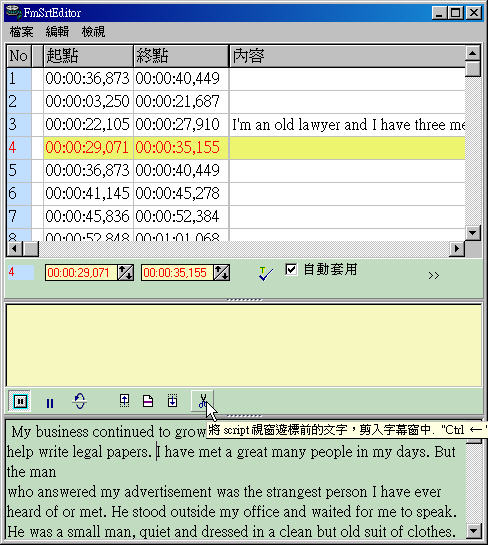 FmSrtEditor
檔案 編輯 檢視
No 起點 終點 內容
1 00:00:36,873 00:00:40,449
2 00:00:03,250 00:00:21,687
3 00:00:22,105 00:00:27,910 I'm an old lawyer and I have three me
4 00:00:29,071 00:00:35,155
5 00:00:36,873 00:00:40,449
6 00:00:41,145 00:00:45,278
7 00:00:45,836 00:00:52,384
8 00:00:52,848 00:01:01,068
4 00:00:29,071 00:00:35,155 自動套用 >>
將 script 視窗遊標前的文字，剪入字幕窗中. "Ctrl ←"
My business continued to grow
help write legal papers. I have met a great many people in my days. But
the man
who answered my advertisement was the strangest person I have ever
heard of or met. He stood outside my office and waited for me to speak.
He was a small man, quiet and dressed in a clean but old suit of clothes.